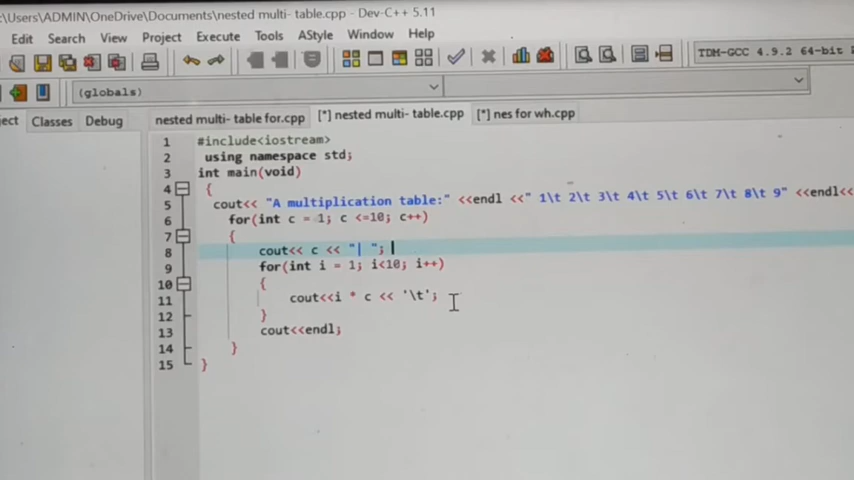 :\Users\ADMIN\OneDrive\Documents\nested multi- table.cpp - Dev-C++ 5.11
Edit Search View Project Execute Tools AStyle Window Help
TDM-GCC 4.9.2 64-bit
(globals)
ject Classes Debug nested multi- table for.cpp [*] nested multi- table.cpp [*] nes for wh.cpp
1 #include<iostream>
2 using namespace std;
3 int main(void)
4 {
5 cout<< "A multiplication table:" <<endl <<" 1\t 2\t 3\t 4\t 5\t 6\t 7\t 8\t 9" <<endl<<
6 for(int c = 1; c <=10; c++)
7 {
8 cout<< c << "| ";
9 for(int i = 1; i<10; i++)
10 {
11 cout<<i * c << '\t';
12 }
13 cout<<endl;
14 }
15 }